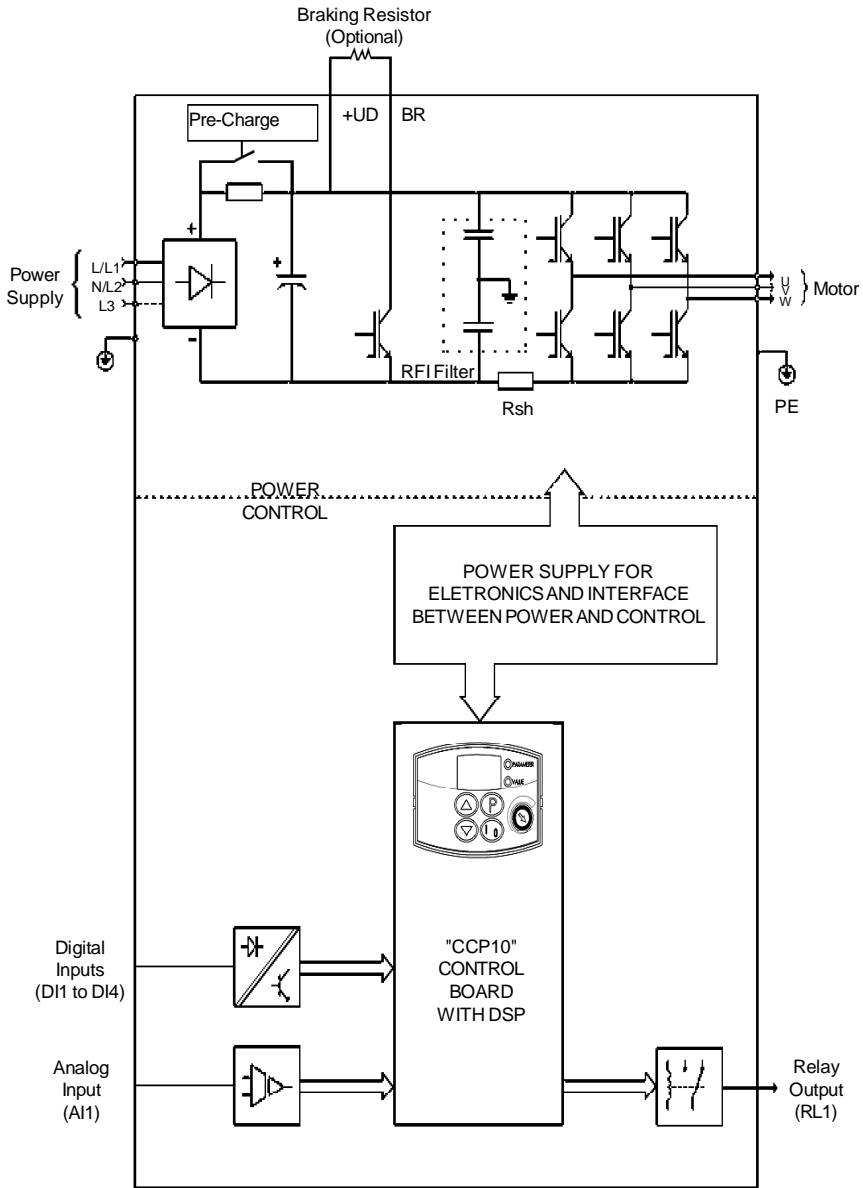 Braking Resistor
(Optional)
Pre-Charge
+UD BR
+
+
-
Power
Supply
L/L1
N/L2
L3
U
V
W
Motor
RFI Filter
Rsh
PE
POWER
CONTROL
POWER SUPPLY FOR
ELETRONICS AND INTERFACE
BETWEEN POWER AND CONTROL
PARAMETER
VALUE
P
I
0
Digital
Inputs
(DI1 to DI4)
"CCP10"
CONTROL
BOARD
WITH DSP
Analog
Input
(AI1)
Relay
Output
(RL1)